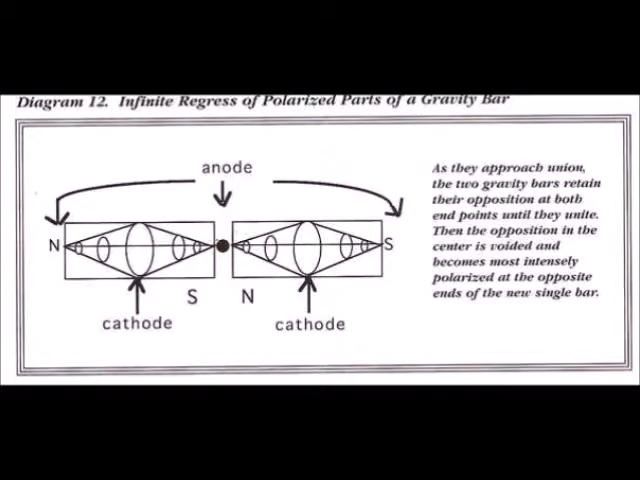 Diagram 12. Infinite Regress of Polarized Parts of a Gravity Bar
anode
As they approach union,
the two gravity bars retain
their opposition at both
end points until they unite.
Then the opposition in the
center is voided and
becomes most intensely
polarized at the opposite
ends of the new single bar.
N
S
S
N
cathode
cathode